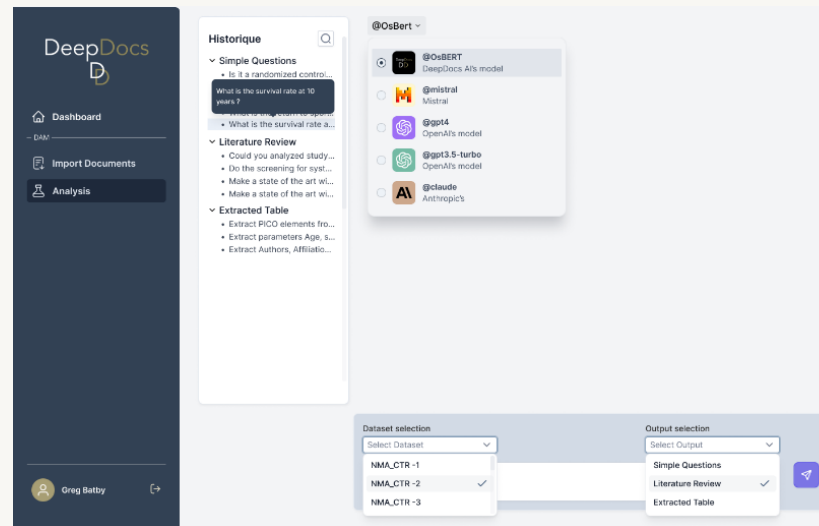 DeepDocs
Dashboard
DAM
Import Documents
Analysis
Greg Batby
Historique
Simple Questions
Is it a randomized control...
What is the survival rate at 10
years ?
What is the survival rate a...
Literature Review
Could you analyzed study...
Do the screening for syst...
Make a state of the art wi...
Make a state of the art wi...
Extracted Table
Extract PICO elements fro...
Extract parameters Age, s...
Extract Authors, Affiliatio...
@OsBert
@OsBERT
DeepDocs AI's model
@mistral
Mistral
@gpt4
OpenAI's model
@gpt3.5-turbo
OpenAI's model
@claude
Anthropic's
Dataset selection
Select Dataset
NMA_CTR -1
NMA_CTR -2
NMA_CTR -3
Output selection
Select Output
Simple Questions
Literature Review
Extracted Table